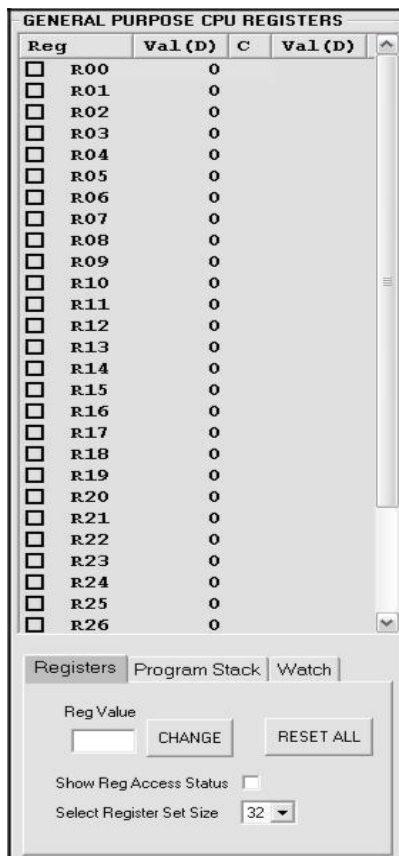 GENERAL PURPOSE CPU REGISTERS
Reg Val(D) C Val(D)
R00 0
R01 0
R02 0
R03 0
R04 0
R05 0
R06 0
R07 0
R08 0
R09 0
R10 0
R11 0
R12 0
R13 0
R14 0
R15 0
R16 0
R17 0
R18 0
R19 0
R20 0
R21 0
R22 0
R23 0
R24 0
R25 0
R26 0
Registers Program Stack Watch
Reg Value
CHANGE RESET ALL
Show Reg Access Status
Select Register Set Size 32